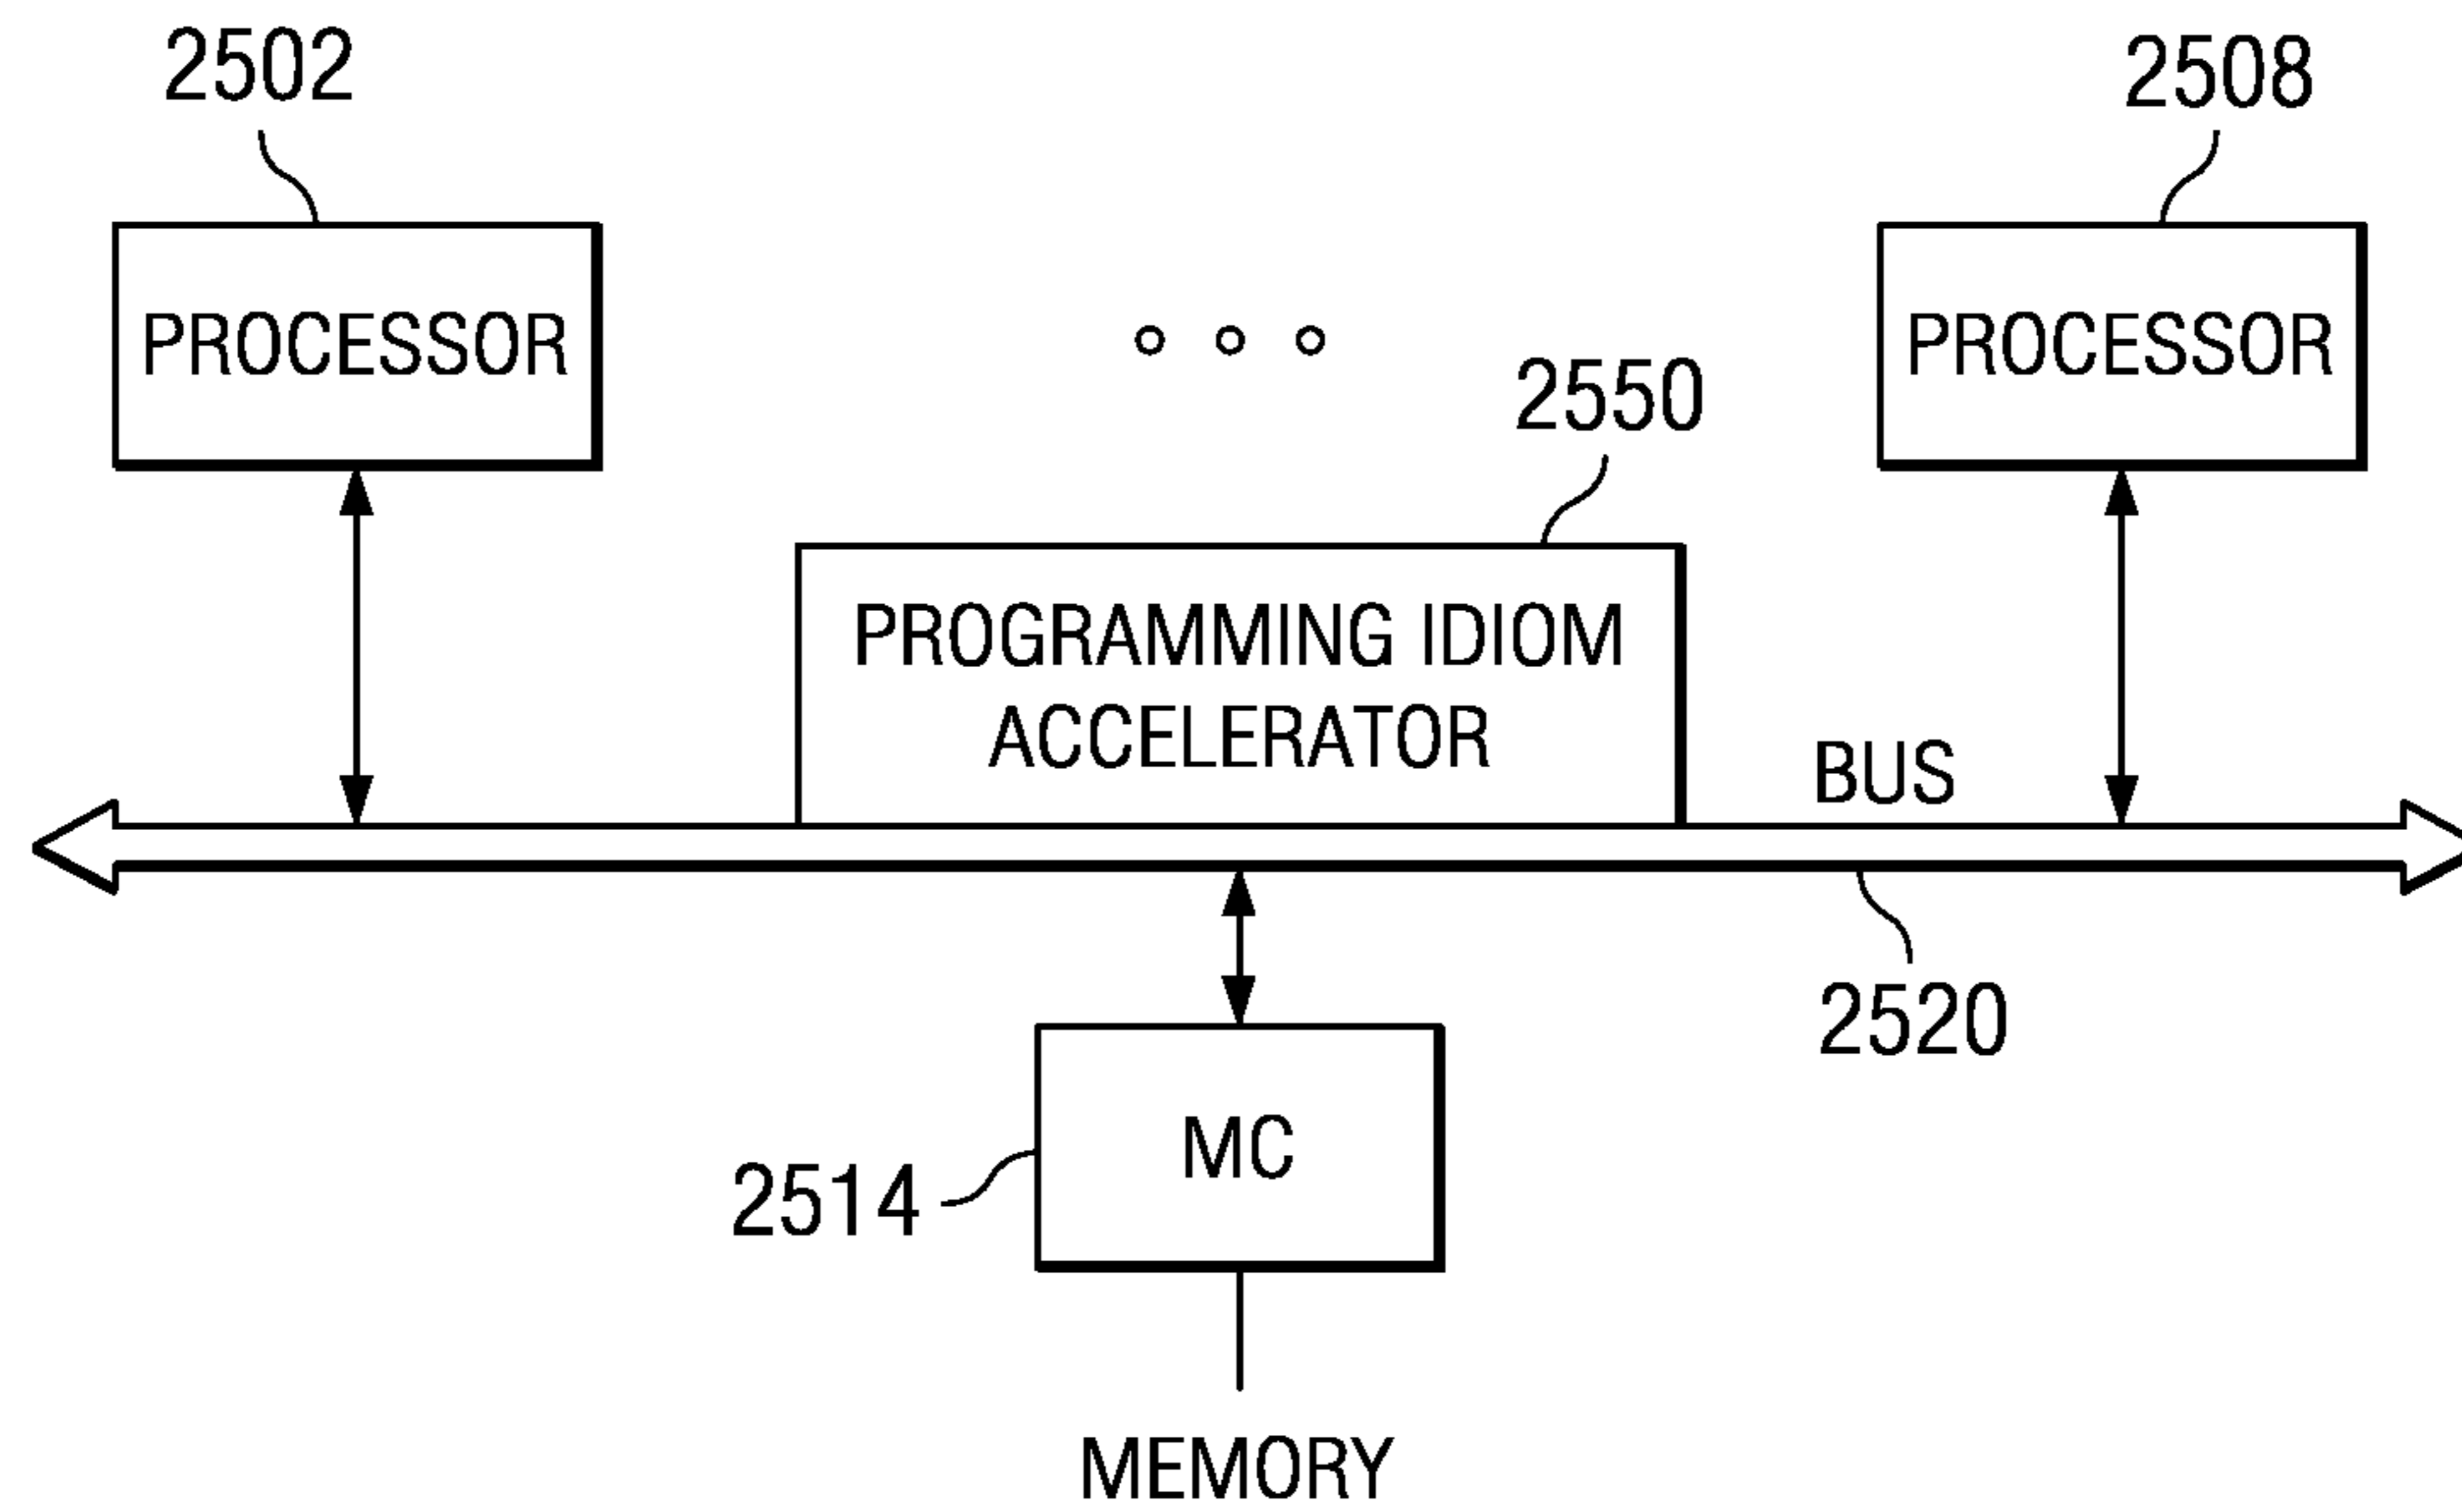 2502
2508
PROCESSOR
PROCESSOR
2550
PROGRAMMING IDIOM
ACCELERATOR
BUS
2520
MC
2514
MEMORY